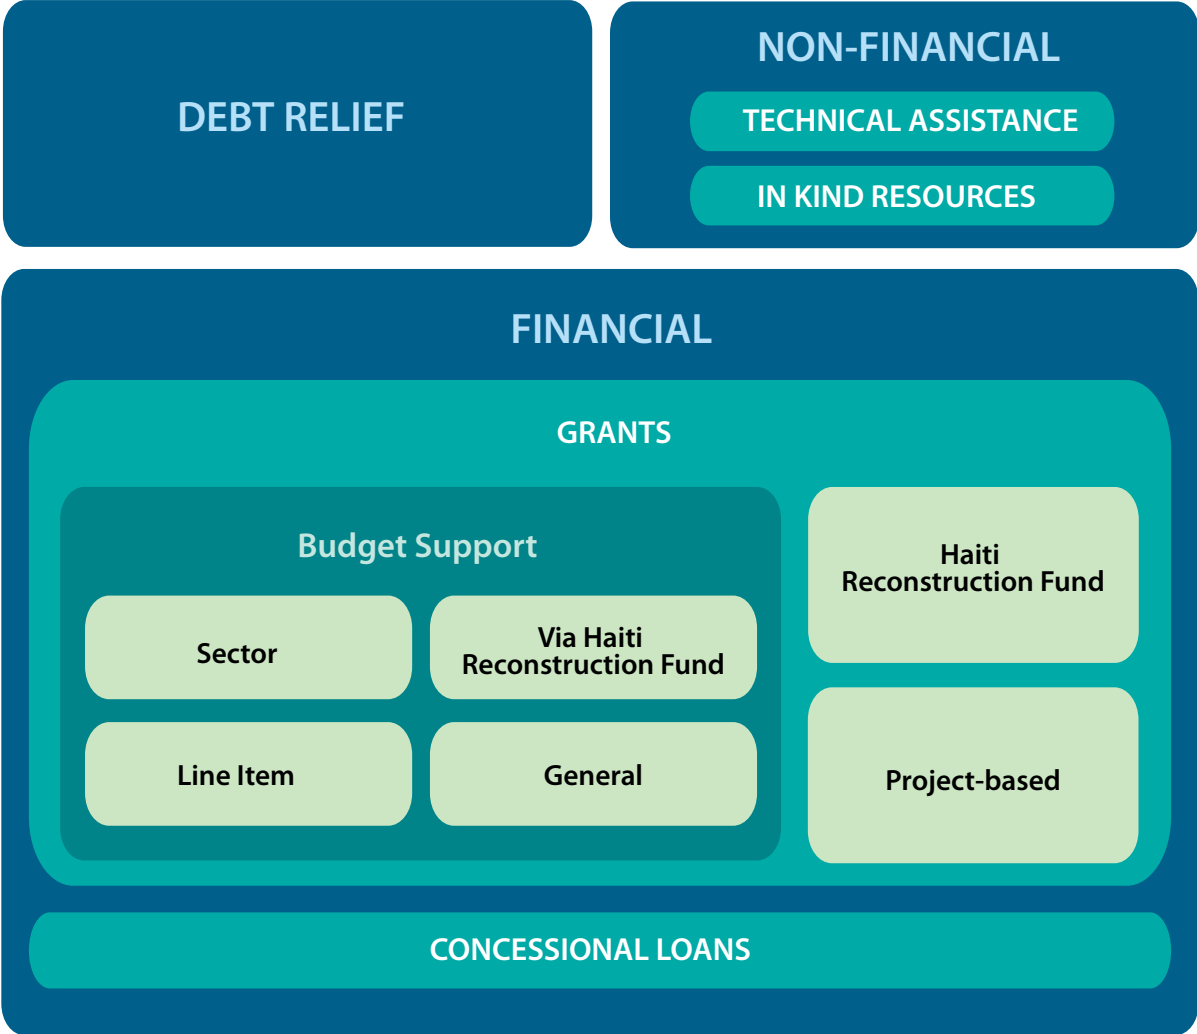 DEBT RELIEF
NON-FINANCIAL
TECHNICAL ASSISTANCE
IN KIND RESOURCES
FINANCIAL
GRANTS
Budget Support
Sector
Via Haiti
Reconstruction Fund
Line Item
General
Haiti
Reconstruction Fund
Project-based
CONCESSIONAL LOANS